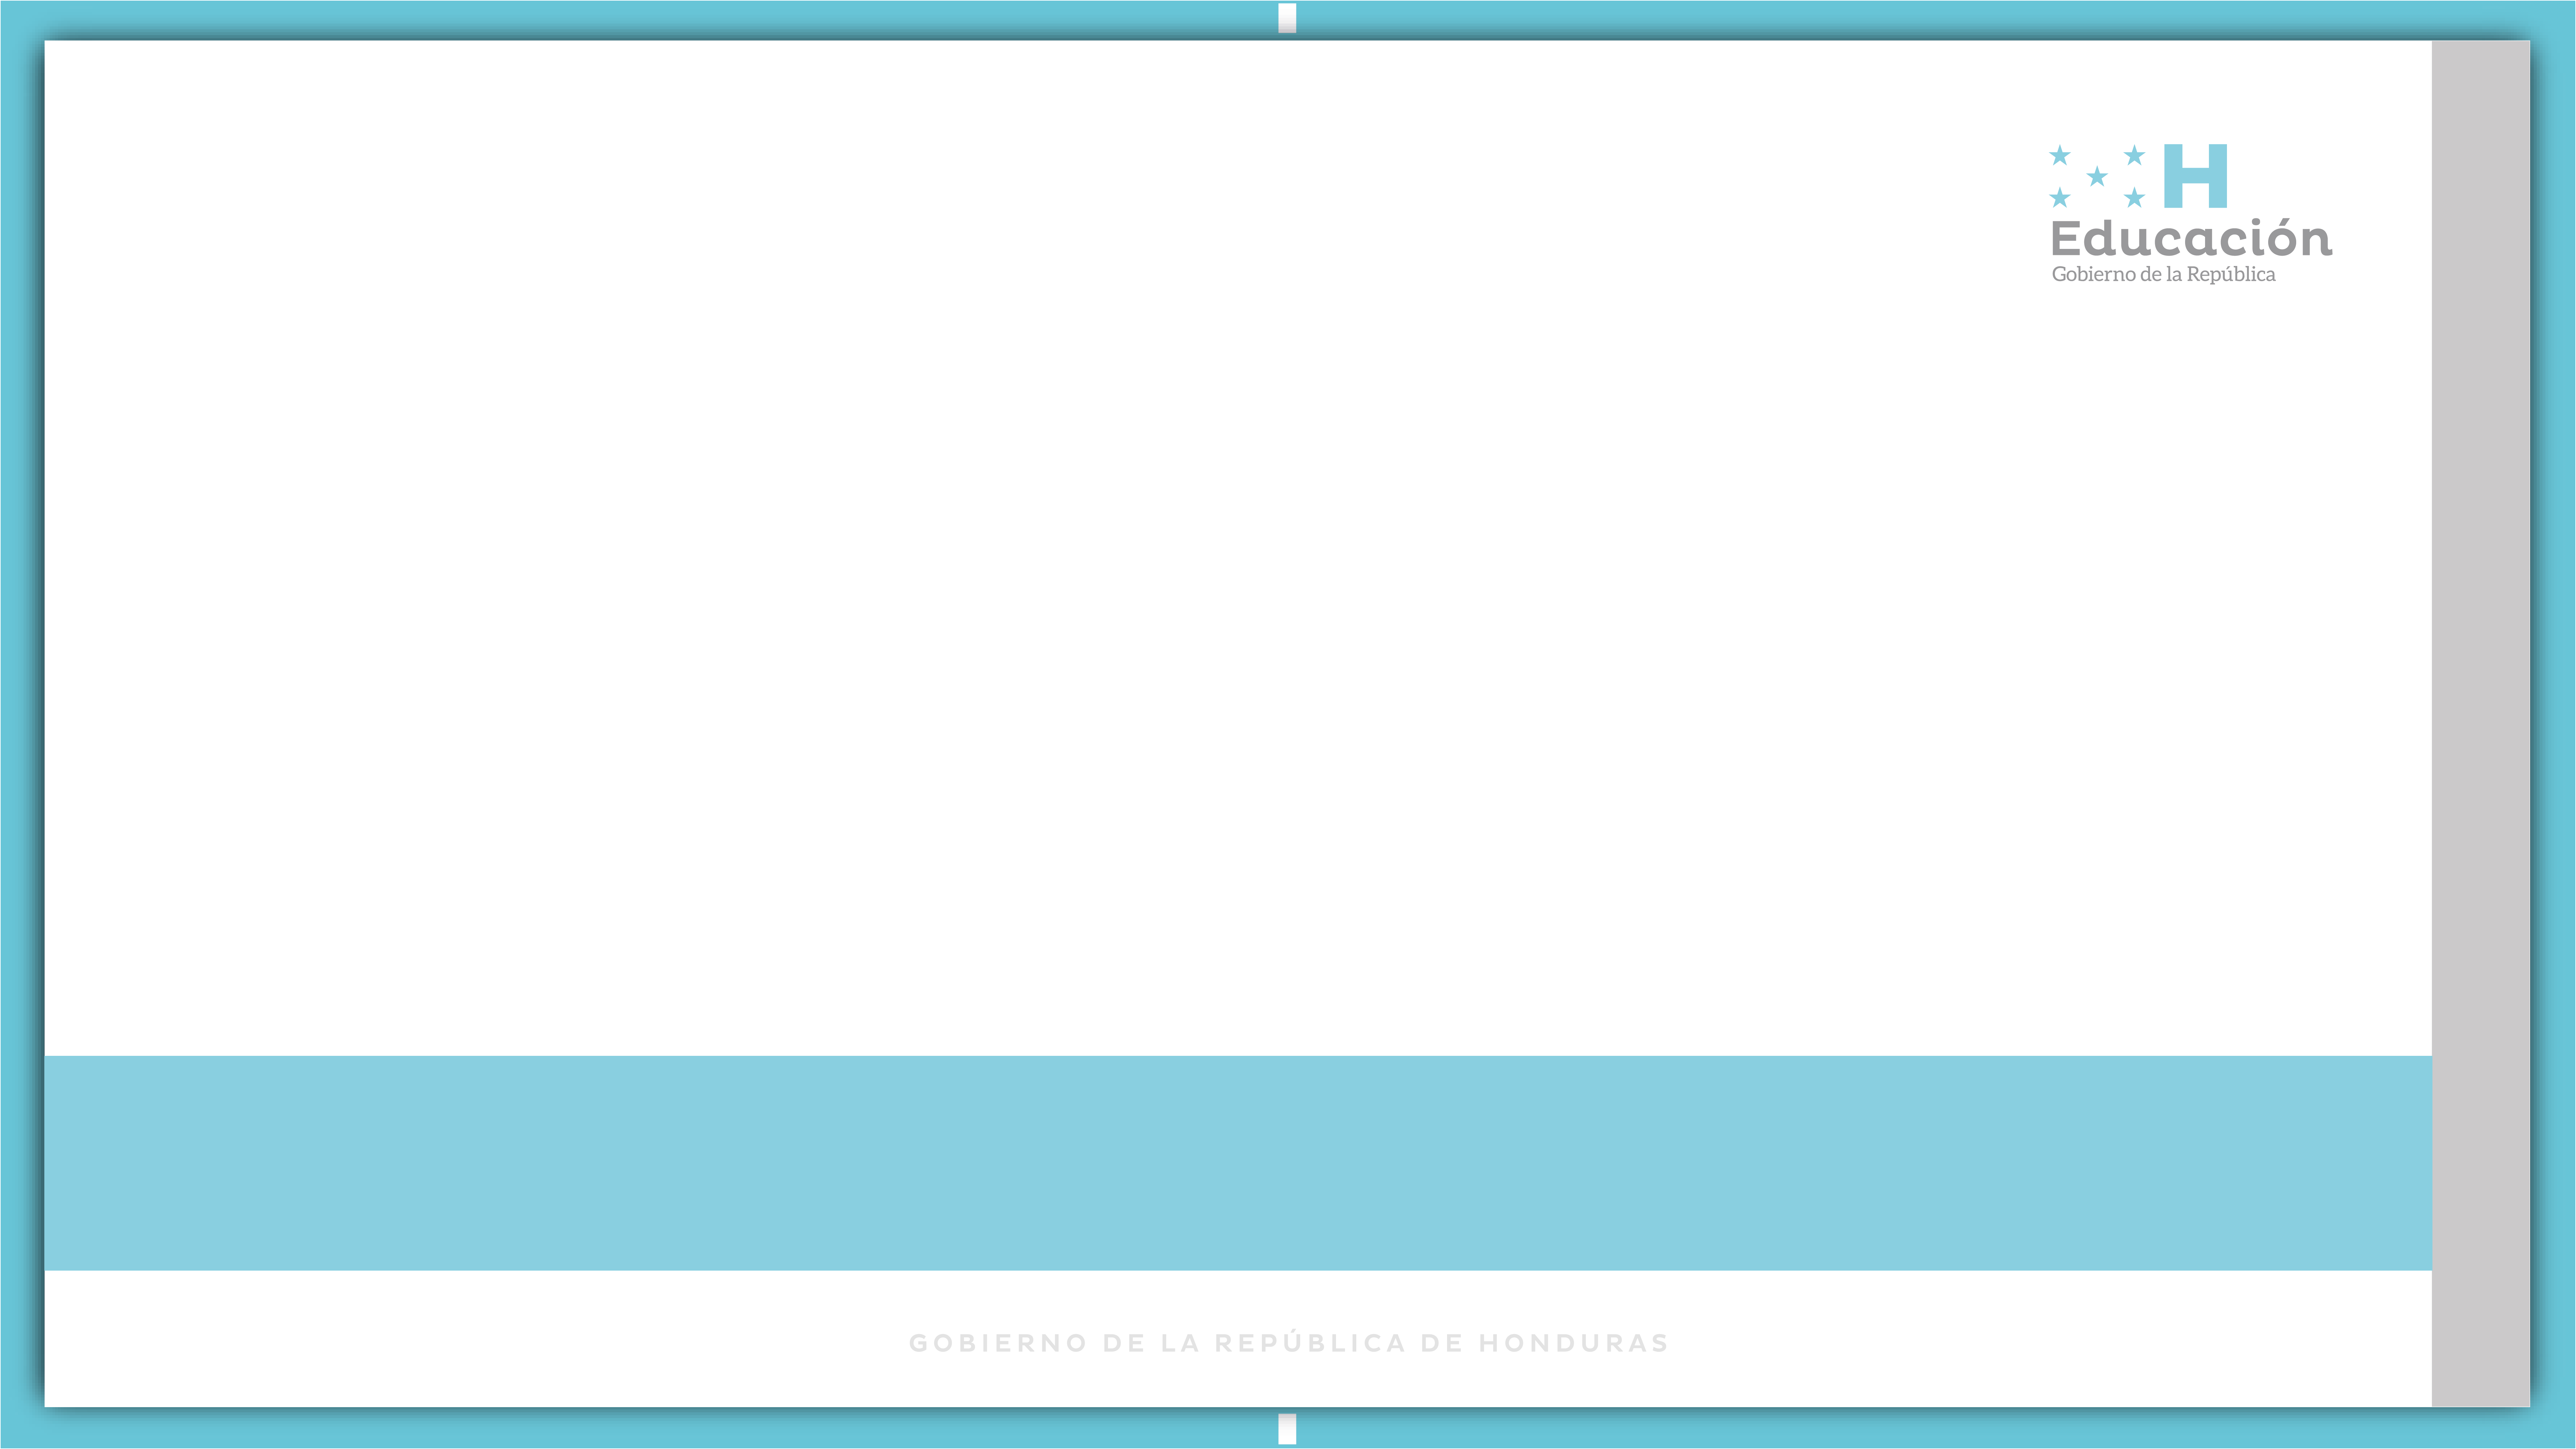 H
Educación
Gobierno de la República
GOBIERNO DE LA REPÚBLICA DE HONDURAS